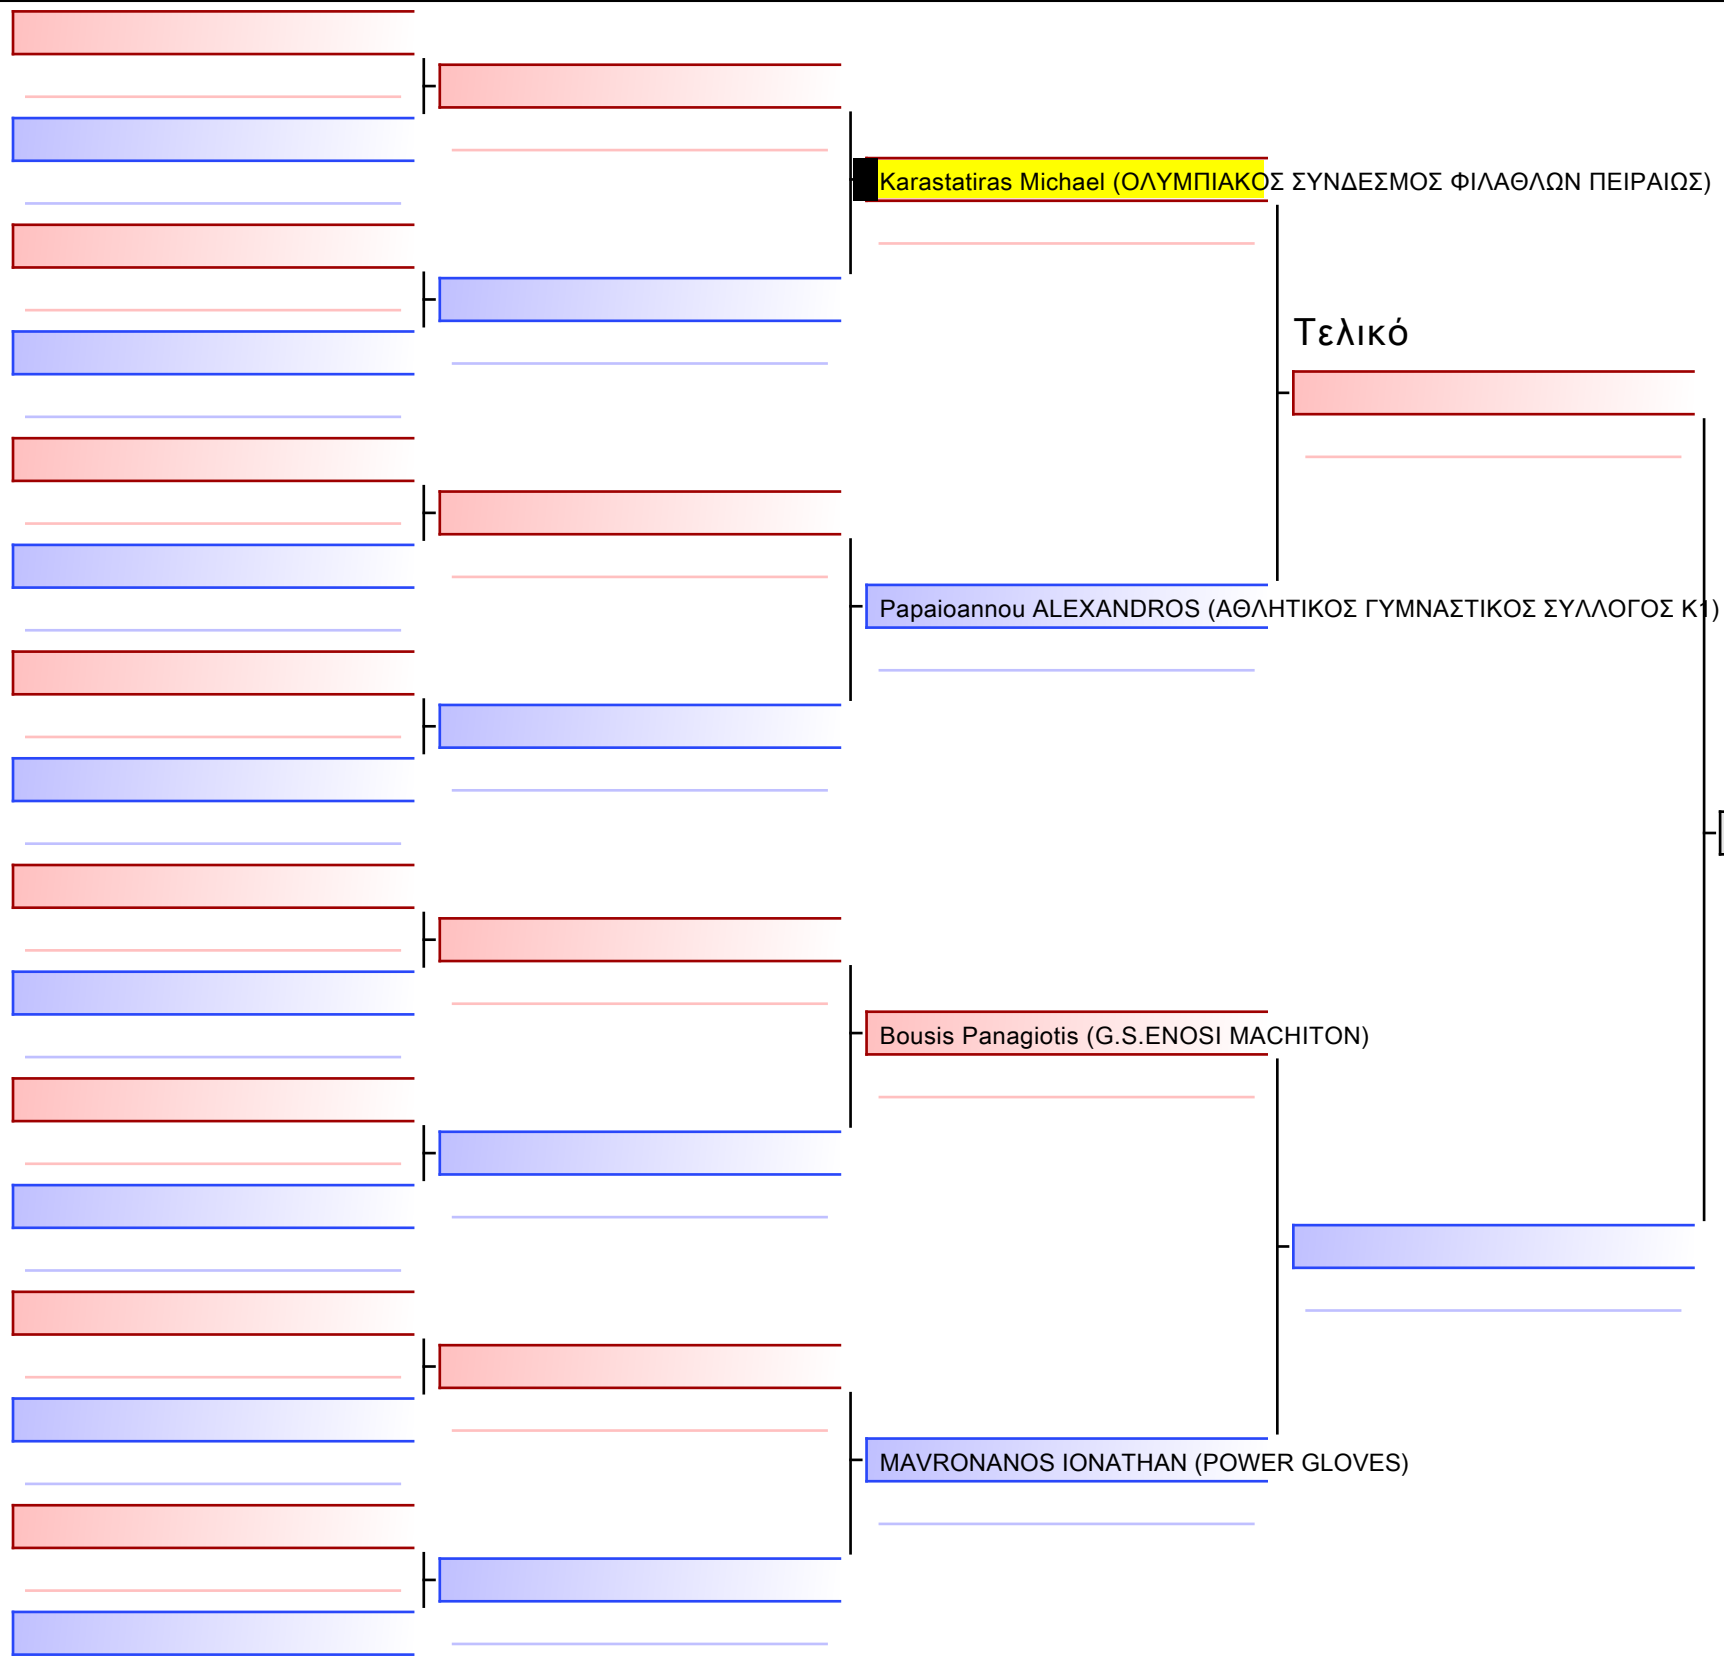 Karastatiras Michael (ΟΛΥΜΠΙΑΚΟΣ ΣΥΝΔΕΣΜΟΣ ΦΙΛΑΘΛΩΝ ΠΕΙΡΑΙΩΣ)
Τελικό
Papaioannou ALEXANDROS (ΑΘΛΗΤΙΚΟΣ ΓΥΜΝΑΣΤΙΚΟΣ ΣΥΛΛΟΓΟΣ Κ1)
Bousis Panagiotis (G.S.ENOSI MACHITON)
MAVRONANOS IONATHAN (POWER GLOVES)